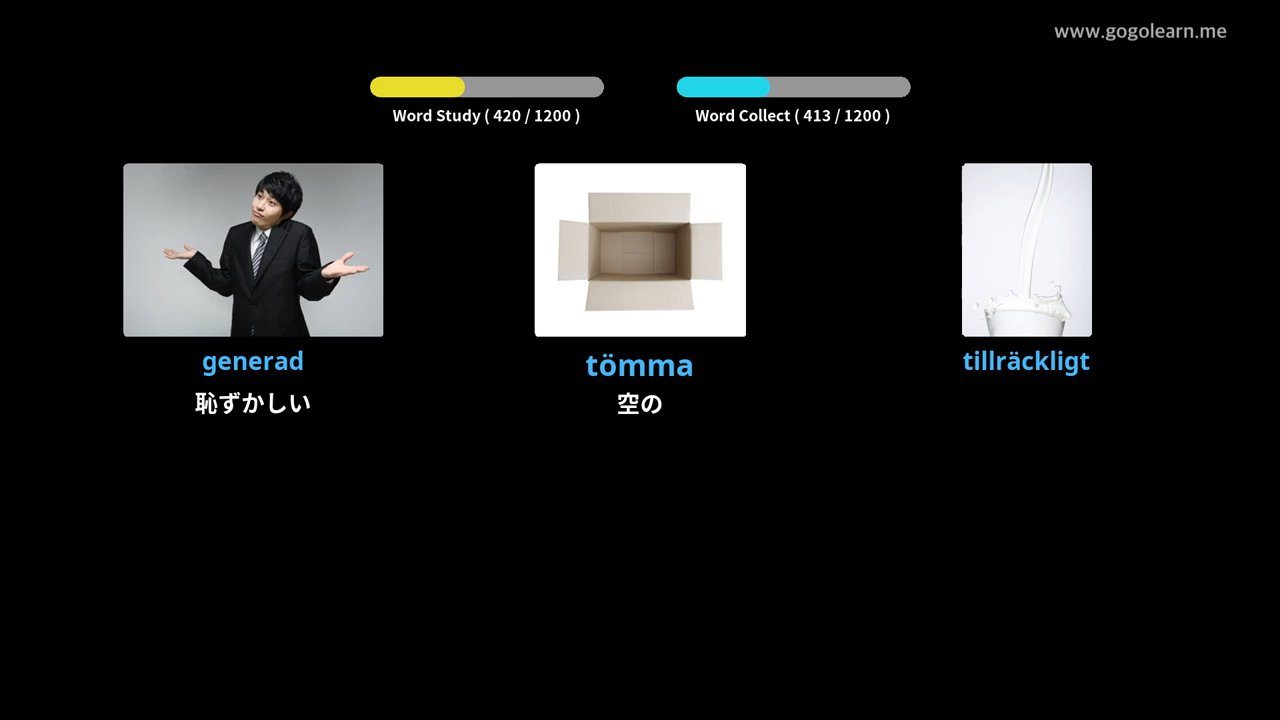 www.gogolearn.me
Word Study ( 420 / 1200 )
Word Collect ( 413 / 1200 )
generad
恥ずかしい
tömma
空の
tillräckligt